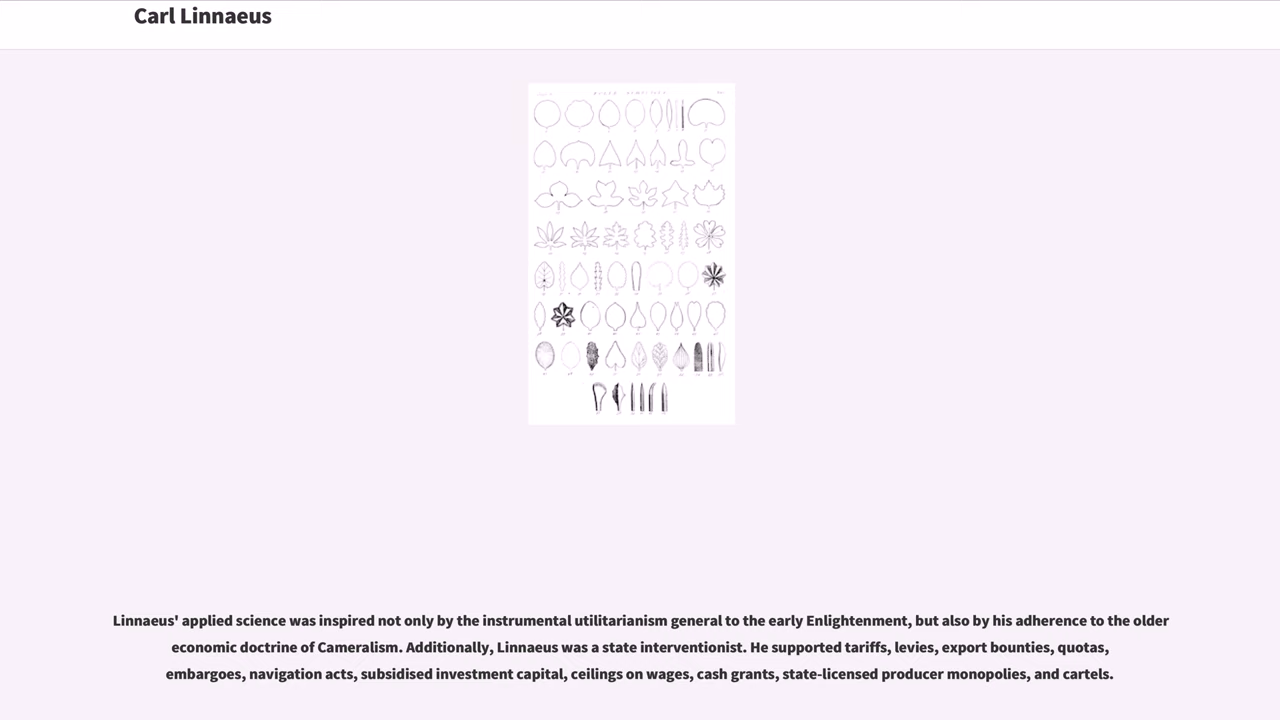 Carl Linnaeus
Linnaeus' applied science was inspired not only by the instrumental utilitarianism general to the early Enlightenment, but also by his adherence to the older
economic doctrine of Cameralism. Additionally, Linnaeus was a state interventionist. He supported tariffs, levies, export bounties, quotas,
embargoes, navigation acts, subsidised investment capital, ceilings on wages, cash grants, state-licensed producer monopolies, and cartels.